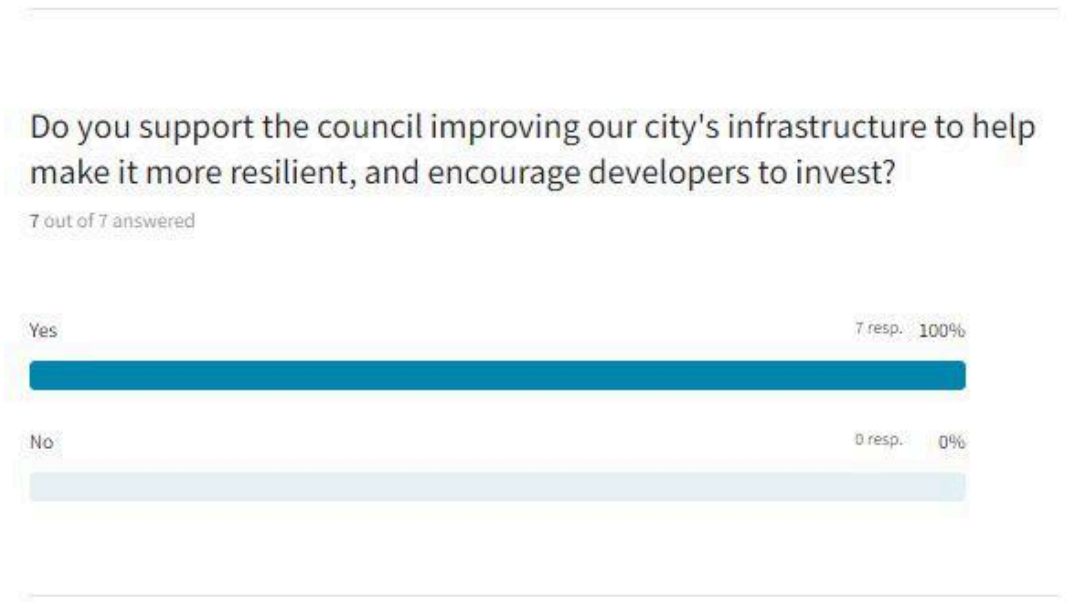 Do you support the council improving our city's infrastructure to help
make it more resilient, and encourage developers to invest?
7 out of 7 answered
Yes 7 resp. 100%
No 0 resp. 0%